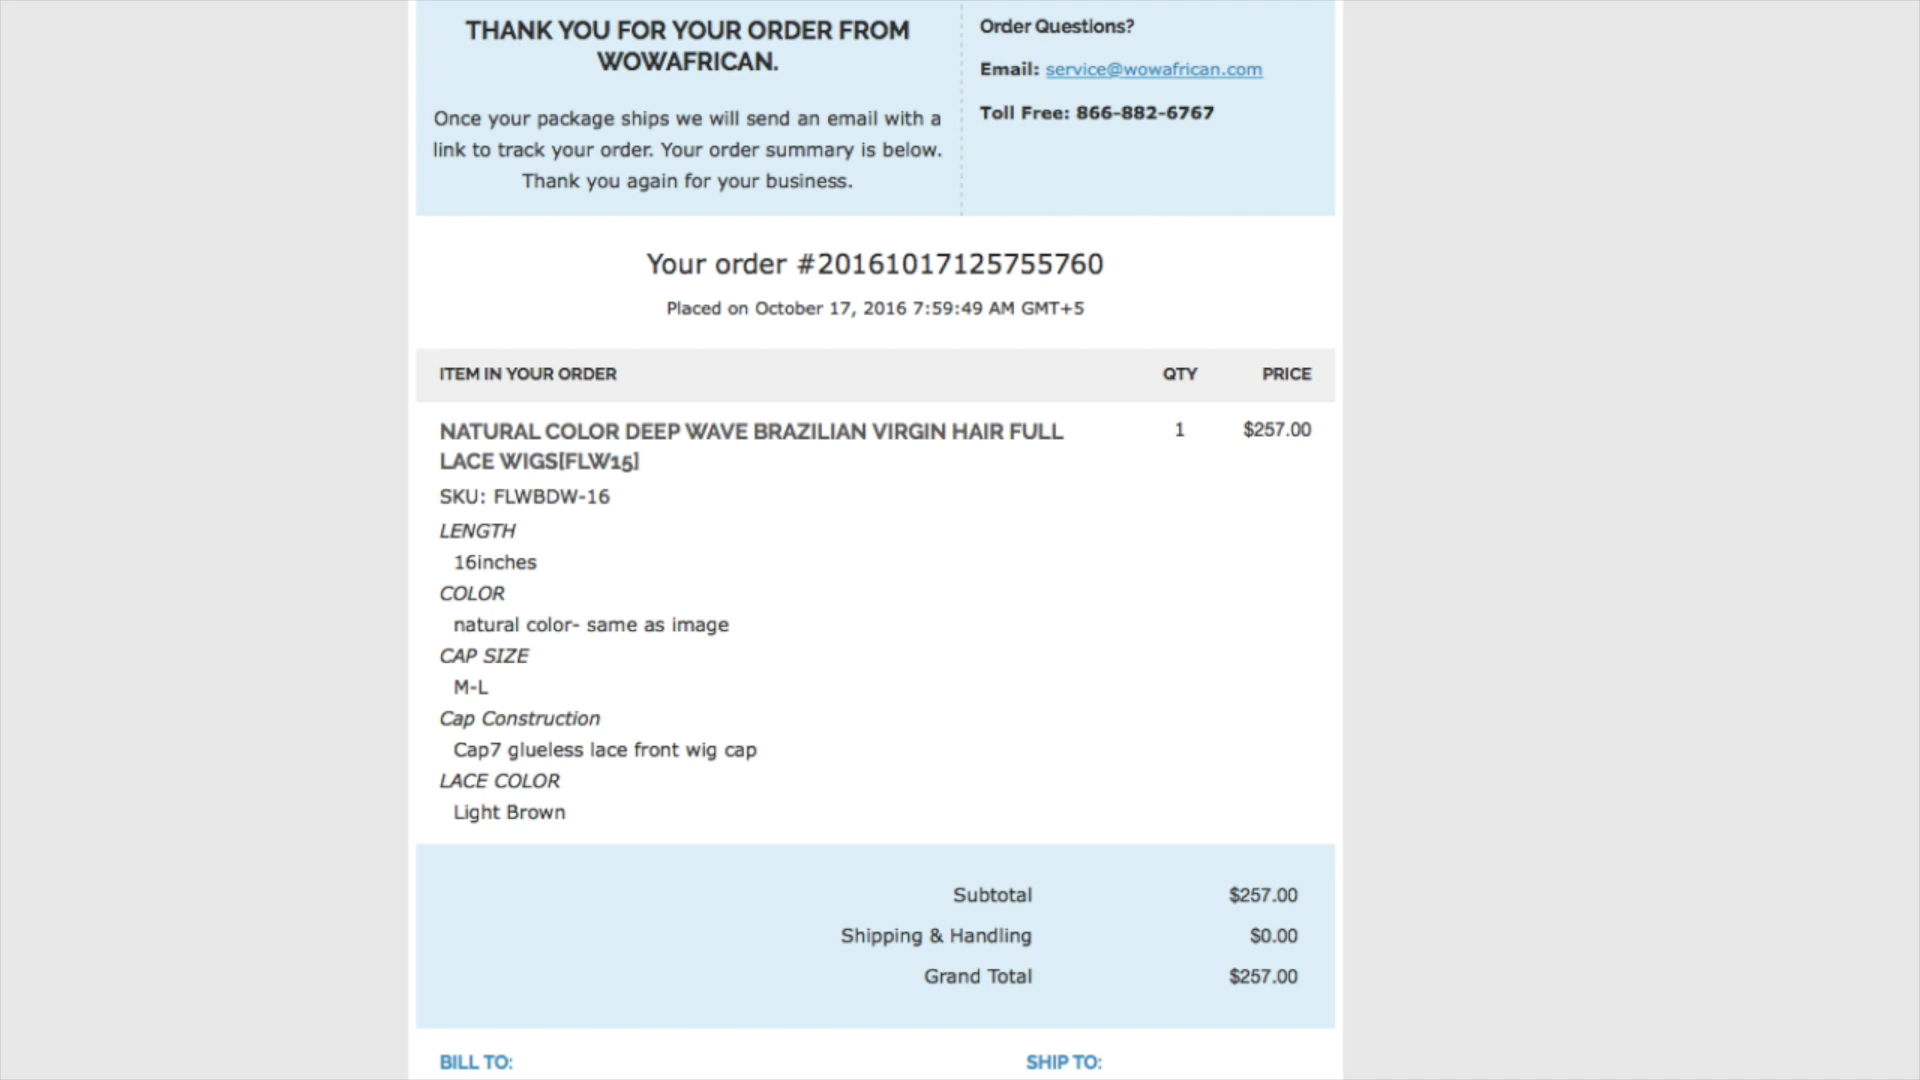 THANK YOU FOR YOUR ORDER FROM
WOWAFRICAN.
Once your package ships we will send an email with a
link to track your order. Your order summary is below.
Thank you again for your business.
Order Questions?
Email: service@wowafrican.com
Toll Free: 866-882-6767
Your order #20161017125755760
Placed on October 17, 2016 7:59:49 AM GMT+5
ITEM IN YOUR ORDER QTY PRICE
NATURAL COLOR DEEP WAVE BRAZILIAN VIRGIN HAIR FULL 1 $257.00
LACE WIGS[FLW15]
SKU: FLWBDW-16
LENGTH
16inches
COLOR
natural color- same as image
CAP SIZE
M-L
Cap Construction
Cap7 glueless lace front wig cap
LACE COLOR
Light Brown
Subtotal $257.00
Shipping & Handling $0.00
Grand Total $257.00
BILL TO: SHIP TO: